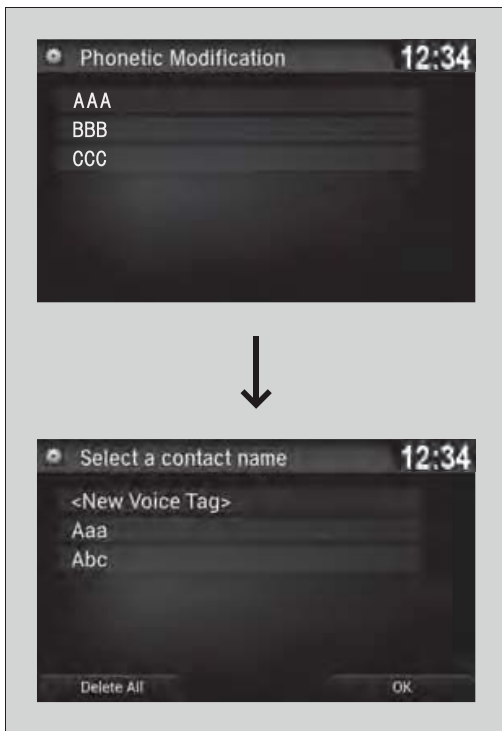 Phonetic Modification 12:34
AAA
BBB
CCC
Select a contact name 12:34
<New Voice Tag>
Aaa
Abc
Delete All OK